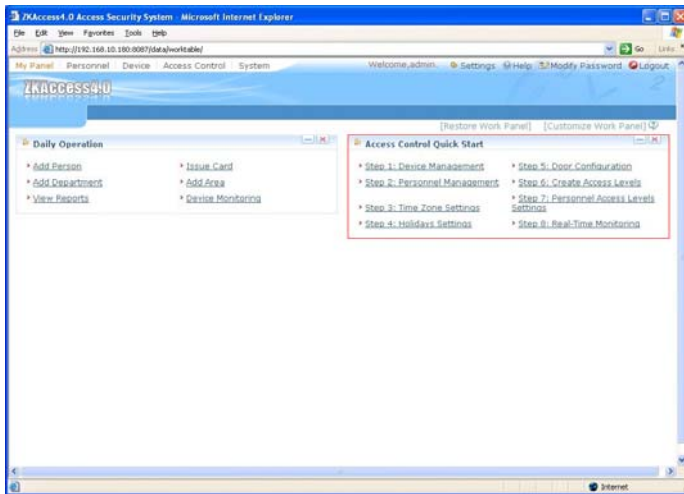 ZKAccess4.0 Access Security System - Microsoft Internet Explorer
File Edit View Favorites Tools Help
Address http://192.168.10.180:8087/data/worktable/ Go Links
My Panel Personnel Device Access Control System Welcome,admin. Settings Help Modify Password Logout
ZKAccess4.0
[Restore Work Panel] [Customize Work Panel]
Daily Operation
Add Person Issue Card
Add Department Add Area
View Reports Device Monitoring
Access Control Quick Start
Step 1: Device Management Step 5: Door Configuration
Step 2: Personnel Management Step 6: Create Access Levels
Step 3: Time Zone Settings Step 7: Personnel Access Levels
Settings
Step 4: Holidays Settings Step 8: Real-Time Monitoring
Internet